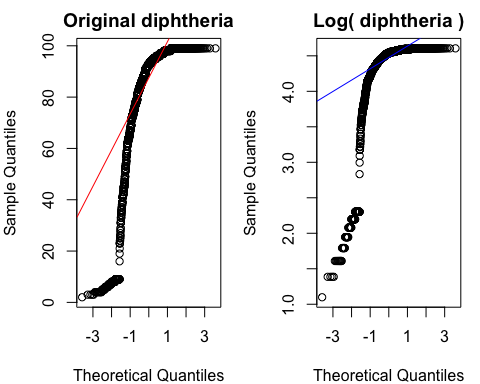 Original diphtheria
Sample Quantiles
0 20 40 60 80 100
-3 -1 1 3
Theoretical Quantiles
Log( diphtheria )
Sample Quantiles
1.0 2.0 3.0 4.0
-3 -1 1 3
Theoretical Quantiles